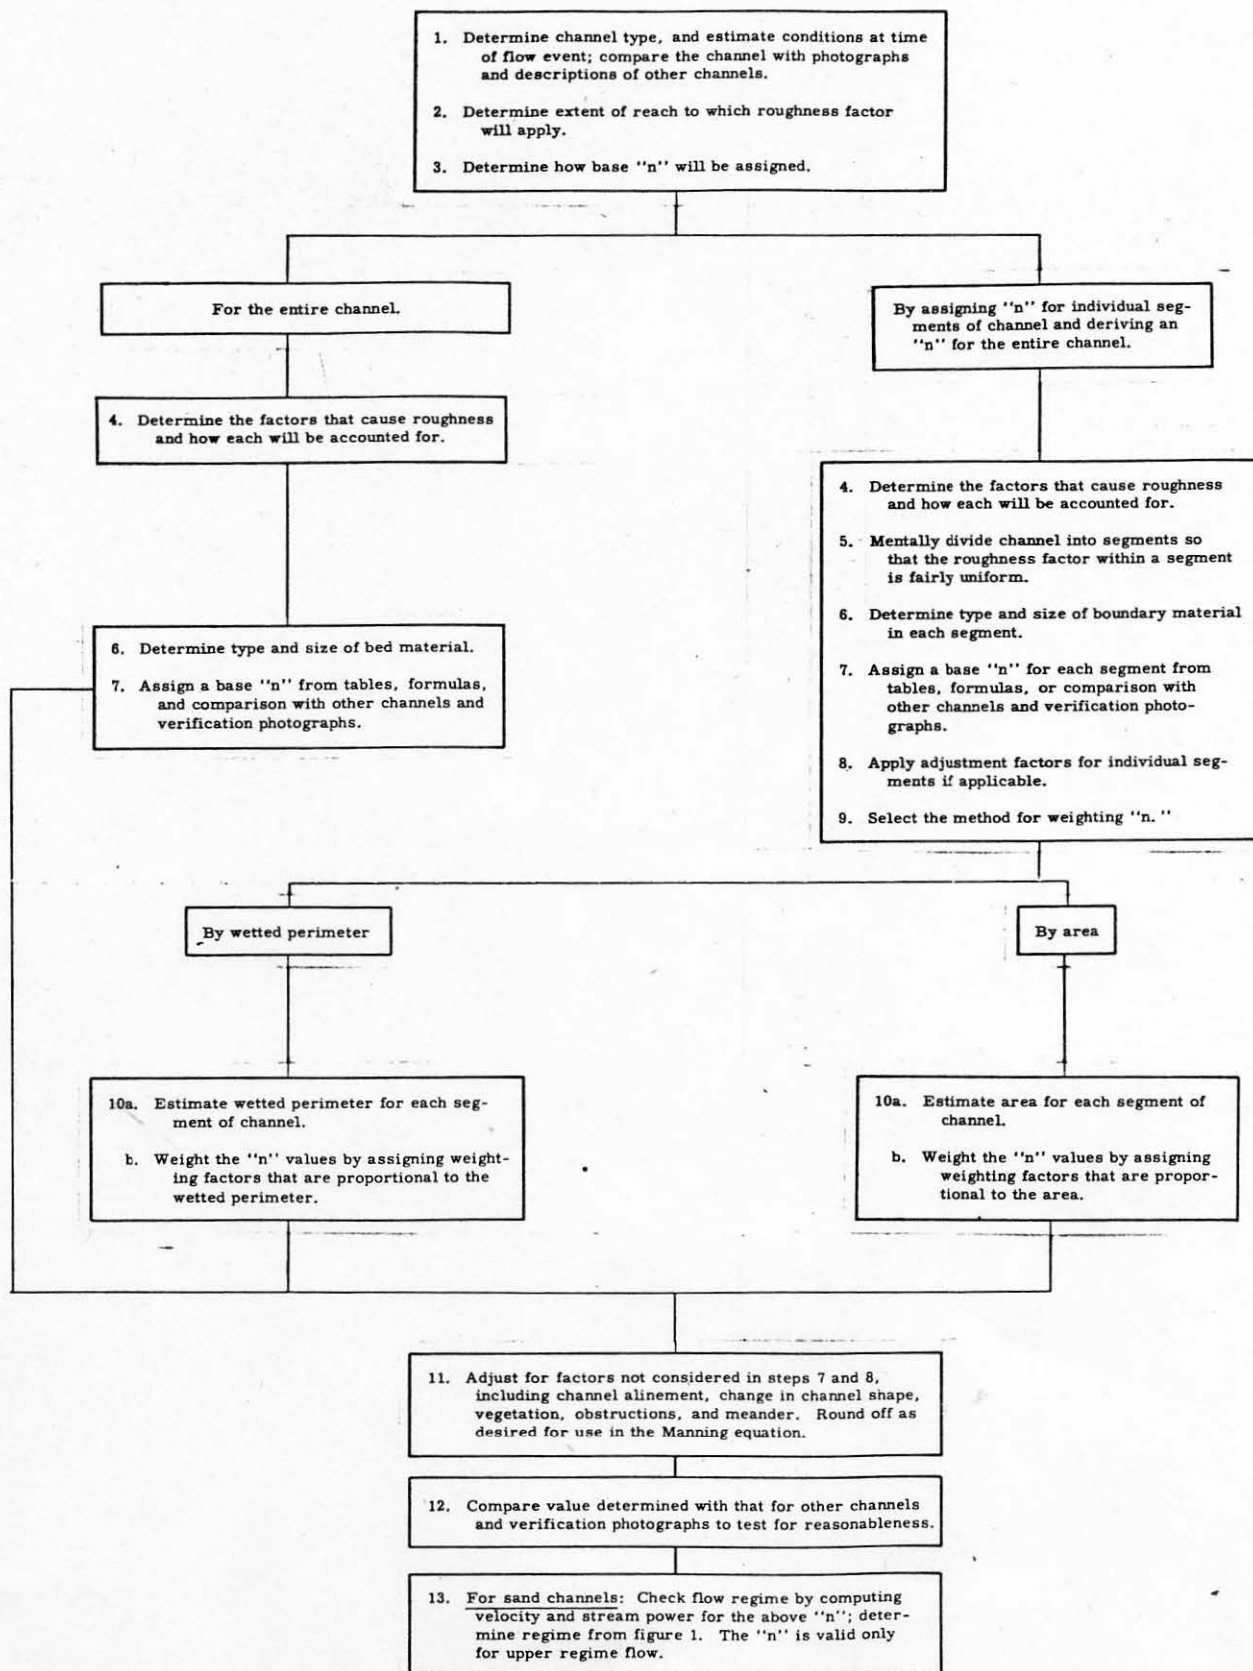 1. Determine channel type, and estimate conditions at time
of flow event; compare the channel with photographs
and descriptions of other channels.
2. Determine extent of reach to which roughness factor
will apply.
3. Determine how base "n" will be assigned.
For the entire channel.
By assigning "n" for individual seg-
ments of channel and deriving an
"n" for the entire channel.
4. Determine the factors that cause roughness
and how each will be accounted for.
4. Determine the factors that cause roughness
and how each will be accounted for.
5. Mentally divide channel into segments so
that the roughness factor within a segment
is fairly uniform.
6. Determine type and size of boundary material
in each segment.
7. Assign a base "n" for each segment from
tables, formulas, or comparison with
other channels and verification photo-
graphs.
8. Apply adjustment factors for individual seg-
ments if applicable.
9. Select the method for weighting "n."
6. Determine type and size of bed material.
7. Assign a base "n" from tables, formulas,
and comparison with other channels and
verification photographs.
By wetted perimeter
By area
10a. Estimate wetted perimeter for each seg-
ment of channel.
b. Weight the "n" values by assigning weight-
ing factors that are proportional to the
wetted perimeter.
10a. Estimate area for each segment of
channel.
b. Weight the "n" values by assigning
weighting factors that are propor-
tional to the area.
11. Adjust for factors not considered in steps 7 and 8,
including channel alinement, change in channel shape,
vegetation, obstructions, and meander. Round off as
desired for use in the Manning equation.
12. Compare value determined with that for other channels
and verification photographs to test for reasonableness.
13. For sand channels: Check flow regime by computing
velocity and stream power for the above "n"; deter-
mine regime from figure 1. The "n" is valid only
for upper regime flow.